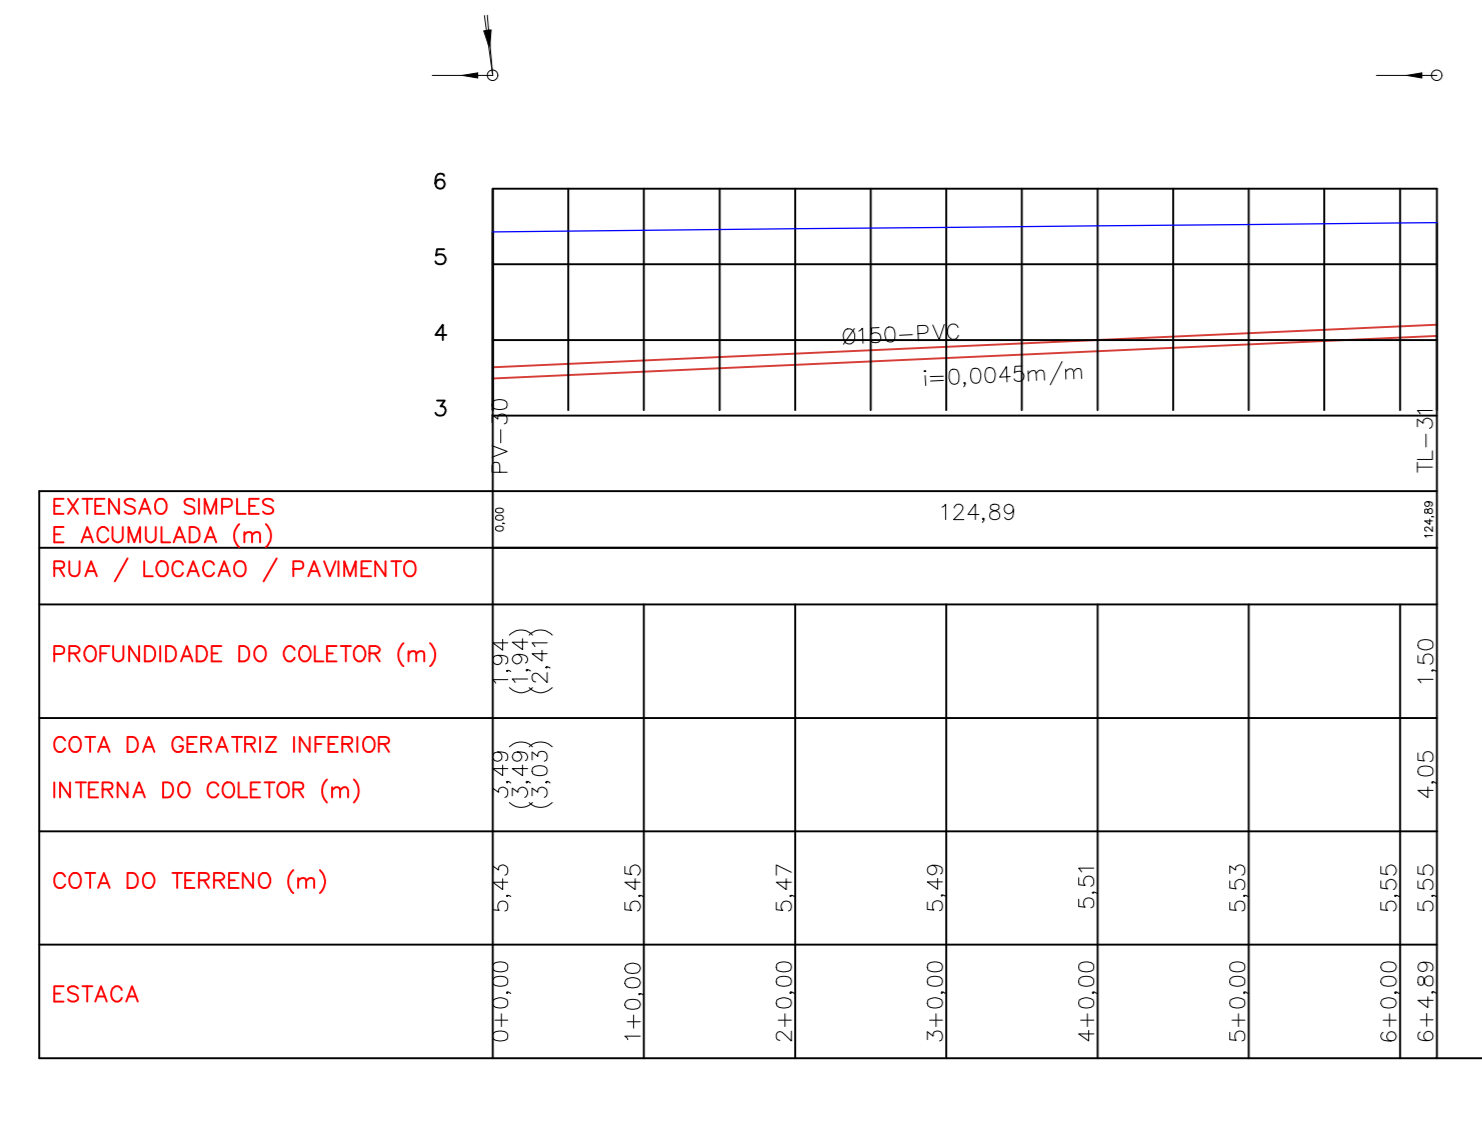 6
5
4
3
Ø150-PVC
i=0,0045m/m
PV-30
TL-31
EXTENSAO SIMPLES
E ACUMULADA (m)
0,00
124,89
124,89
RUA / LOCACAO / PAVIMENTO
PROFUNDIDADE DO COLETOR (m)
1,94
(1,94)
(2,41)
1,50
COTA DA GERATRIZ INFERIOR
INTERNA DO COLETOR (m)
3,49
(3,49)
(3,03)
4,05
COTA DO TERRENO (m)
5,43
5,45
5,47
5,49
5,51
5,53
5,55
5,55
ESTACA
0+0,00
1+0,00
2+0,00
3+0,00
4+0,00
5+0,00
6+0,00
6+4,89